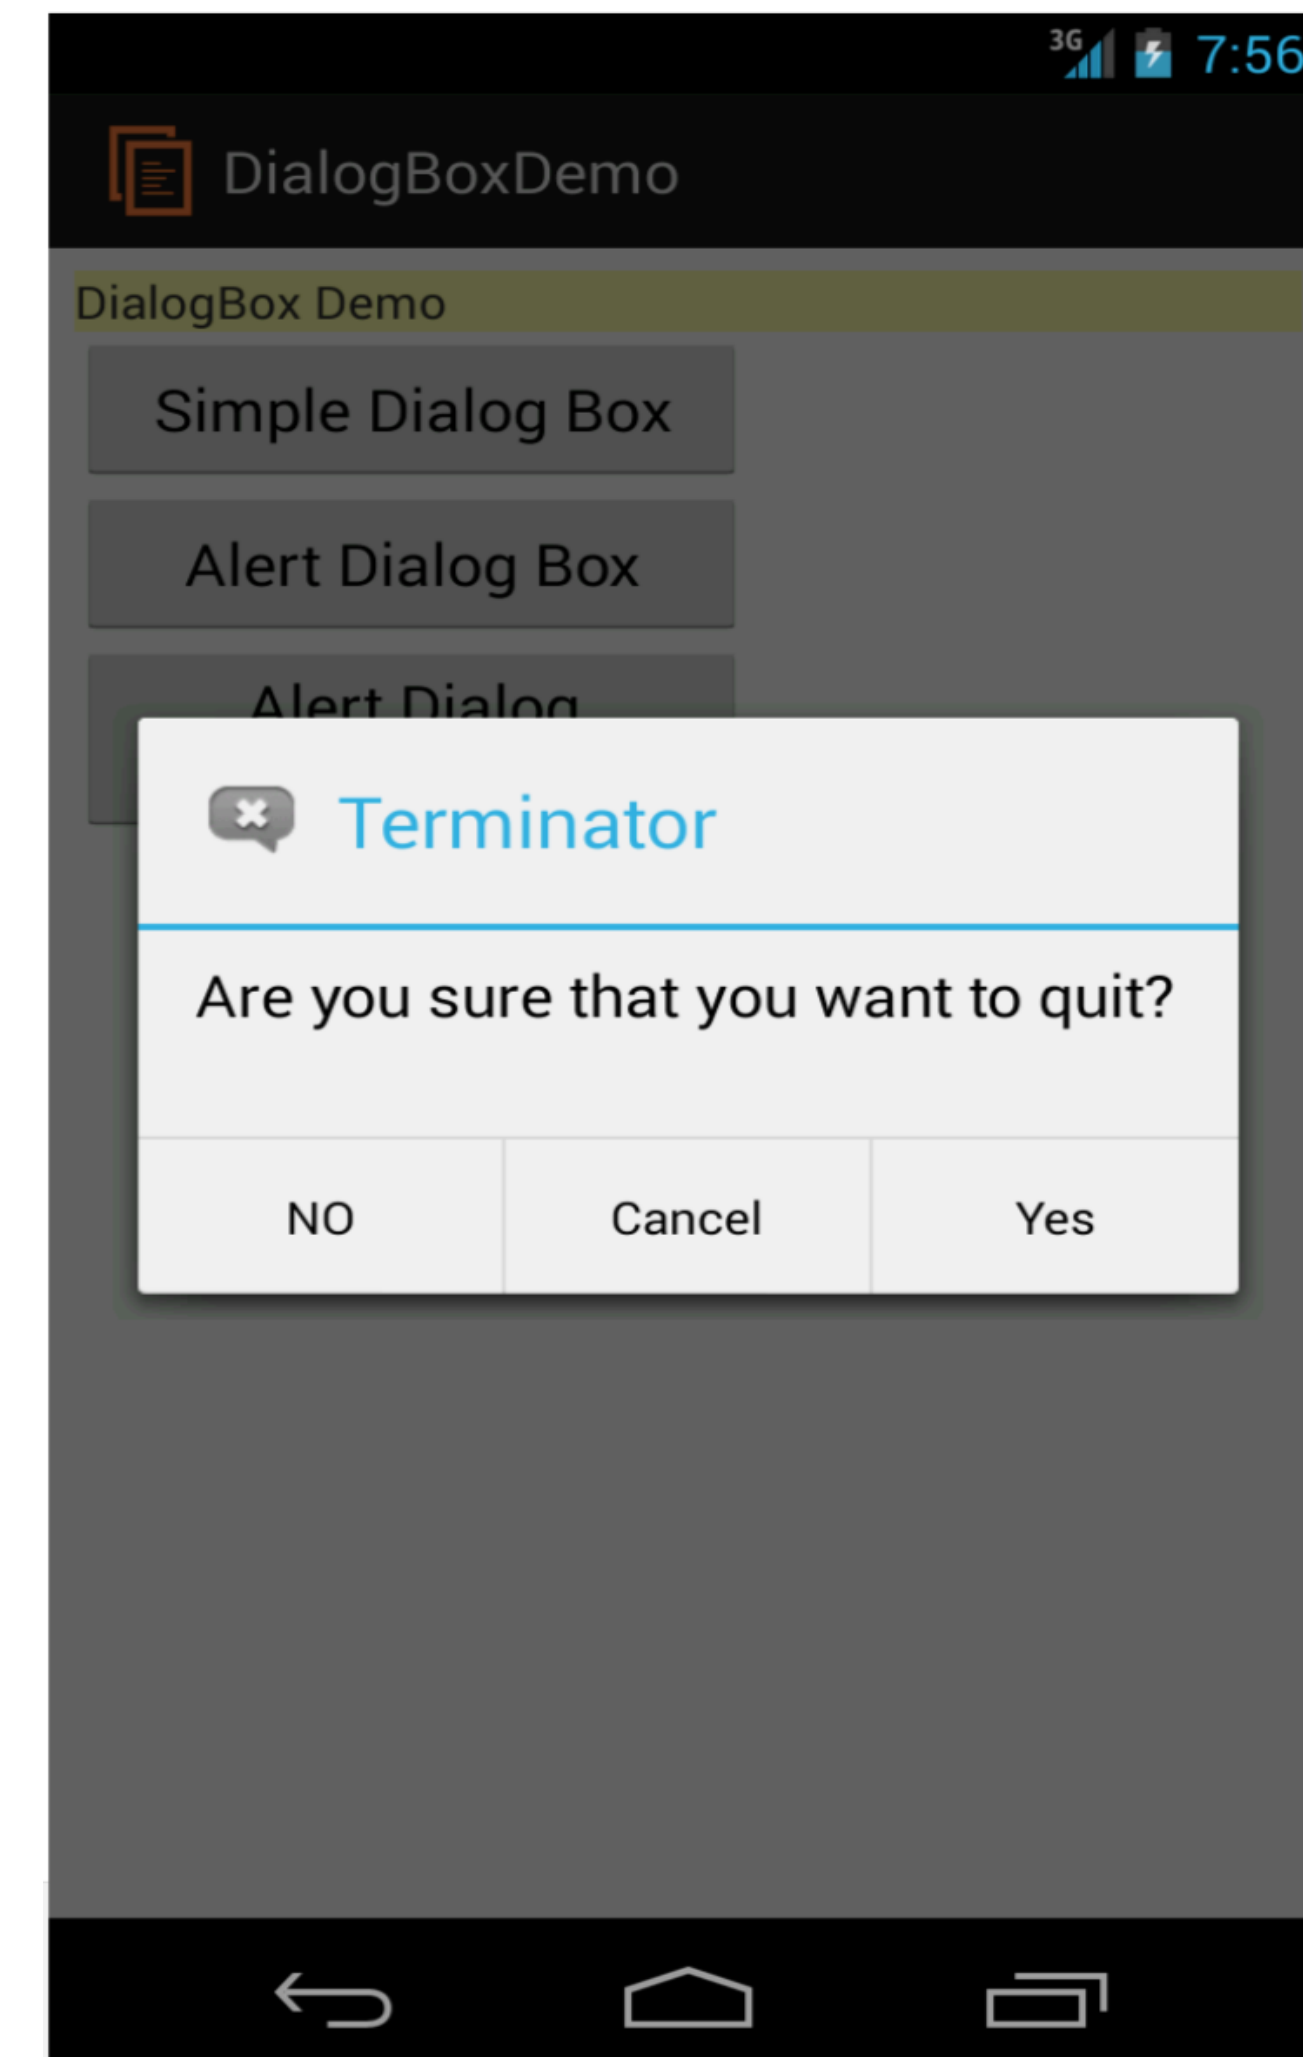 3G 7:56
DialogBoxDemo
DialogBox Demo
Simple Dialog Box
Alert Dialog Box
Alert Dialog
Terminator
Are you sure that you want to quit?
NO Cancel Yes